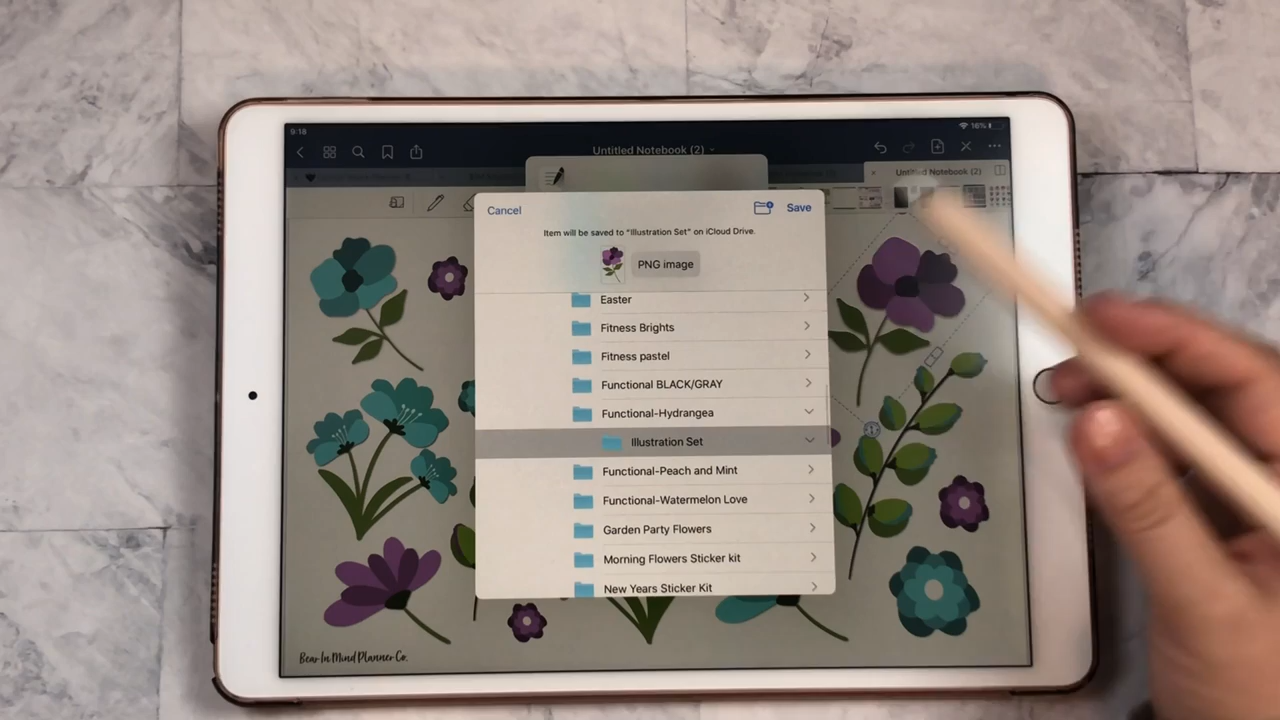 9:18
16%
Untitled Notebook (2)
Untitled Notebook (2)
Cancel
Save
Item will be saved to "Illustration Set" on iCloud Drive.
PNG image
Easter
Fitness Brights
Fitness pastel
Functional BLACK/GRAY
Functional-Hydrangea
Illustration Set
Functional-Peach and Mint
Functional-Watermelon Love
Garden Party Flowers
Morning Flowers Sticker kit
New Years Sticker Kit
Bear In Mind Planner Co.